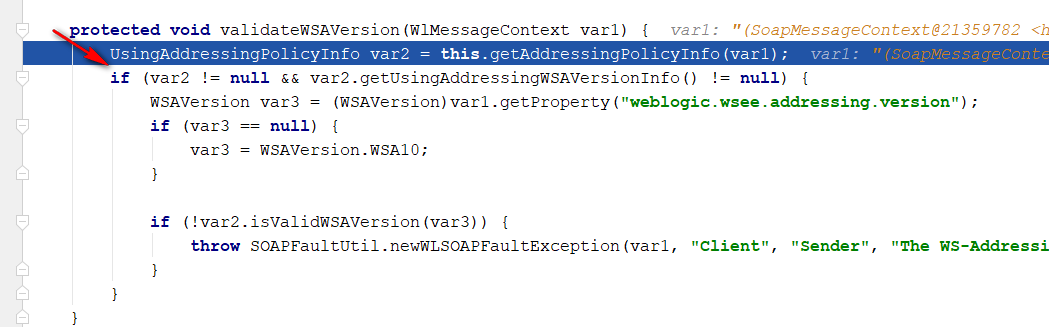 protected void validateWSAVersion(WlMessageContext var1) {  var1: "(SoapMessageContext@21359782 <h
UsingAddressingPolicyInfo var2 = this.getAddressingPolicyInfo(var1);  var1: "(SoapMessageConte
if (var2 != null && var2.getUsingAddressingWSAVersionInfo() != null) {
WSAVersion var3 = (WSAVersion)var1.getProperty("weblogic.wsee.addressing.version");
if (var3 == null) {
var3 = WSAVersion.WSA10;
}
if (!var2.isValidWSAVersion(var3)) {
throw SOAPFaultUtil.newWLSOAPFaultException(var1, "Client", "Sender", "The WS-Addressi
}
}
}